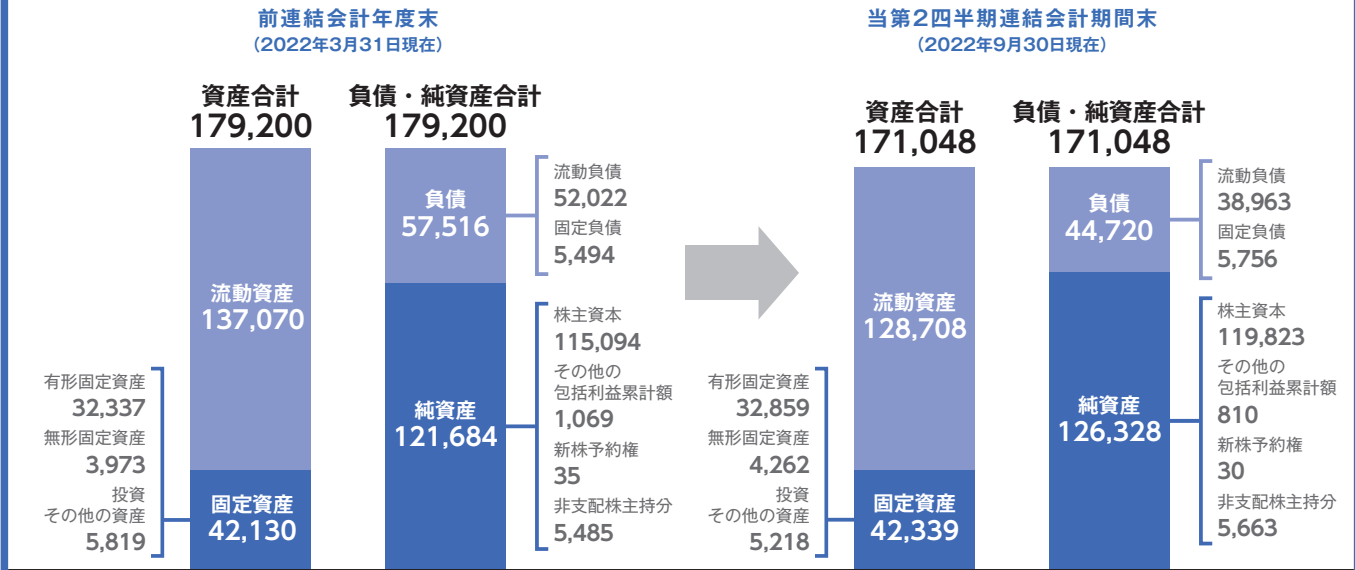 前連結会計年度末
（2022年3月31日現在）
資産合計
179,200
負債・純資産合計
179,200
流動資産
137,070
固定資産
42,130
有形固定資産
32,337
無形固定資産
3,973
投資
その他の資産
5,819
負債
57,516
純資産
121,684
流動負債
52,022
固定負債
5,494
株主資本
115,094
その他の
包括利益累計額
1,069
新株予約権
35
非支配株主持分
5,485
当第2四半期連結会計期間末
（2022年9月30日現在）
資産合計
171,048
負債・純資産合計
171,048
流動資産
128,708
固定資産
42,339
有形固定資産
32,859
無形固定資産
4,262
投資
その他の資産
5,218
負債
44,720
純資産
126,328
流動負債
38,963
固定負債
5,756
株主資本
119,823
その他の
包括利益累計額
810
新株予約権
30
非支配株主持分
5,663